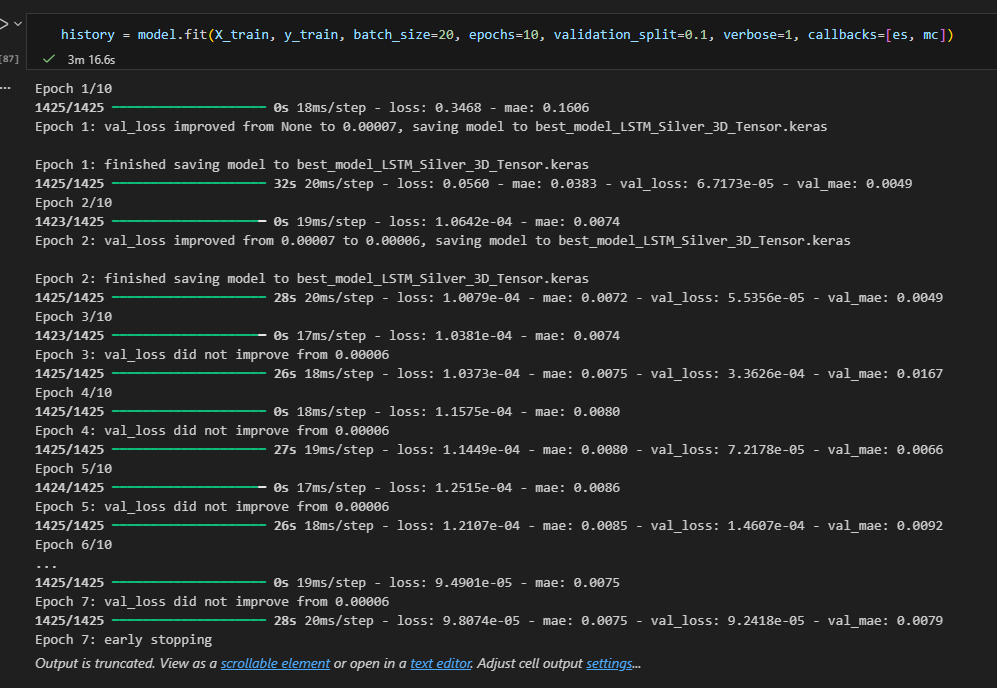 history = model.fit(X_train, y_train, batch_size=20, epochs=10, validation_split=0.1, verbose=1, callbacks=[es, mc])
[87]
3m 16.6s
...
Epoch 1/10
1425/1425 ━━━━━━━━━━━━━━━━━━━━ 0s 18ms/step - loss: 0.3468 - mae: 0.1606
Epoch 1: val_loss improved from None to 0.00007, saving model to best_model_LSTM_Silver_3D_Tensor.keras
Epoch 1: finished saving model to best_model_LSTM_Silver_3D_Tensor.keras
1425/1425 ━━━━━━━━━━━━━━━━━━━━ 32s 20ms/step - loss: 0.0560 - mae: 0.0383 - val_loss: 6.7173e-05 - val_mae: 0.0049
Epoch 2/10
1423/1425 ━━━━━━━━━━━━━━━━━━━━ 0s 19ms/step - loss: 1.0642e-04 - mae: 0.0074
Epoch 2: val_loss improved from 0.00007 to 0.00006, saving model to best_model_LSTM_Silver_3D_Tensor.keras
Epoch 2: finished saving model to best_model_LSTM_Silver_3D_Tensor.keras
1425/1425 ━━━━━━━━━━━━━━━━━━━━ 28s 20ms/step - loss: 1.0079e-04 - mae: 0.0072 - val_loss: 5.5356e-05 - val_mae: 0.0049
Epoch 3/10
1423/1425 ━━━━━━━━━━━━━━━━━━━━ 0s 17ms/step - loss: 1.0381e-04 - mae: 0.0074
Epoch 3: val_loss did not improve from 0.00006
1425/1425 ━━━━━━━━━━━━━━━━━━━━ 26s 18ms/step - loss: 1.0373e-04 - mae: 0.0075 - val_loss: 3.3626e-04 - val_mae: 0.0167
Epoch 4/10
1425/1425 ━━━━━━━━━━━━━━━━━━━━ 0s 18ms/step - loss: 1.1575e-04 - mae: 0.0080
Epoch 4: val_loss did not improve from 0.00006
1425/1425 ━━━━━━━━━━━━━━━━━━━━ 27s 19ms/step - loss: 1.1449e-04 - mae: 0.0080 - val_loss: 7.2178e-05 - val_mae: 0.0066
Epoch 5/10
1424/1425 ━━━━━━━━━━━━━━━━━━━━ 0s 17ms/step - loss: 1.2515e-04 - mae: 0.0086
Epoch 5: val_loss did not improve from 0.00006
1425/1425 ━━━━━━━━━━━━━━━━━━━━ 26s 18ms/step - loss: 1.2107e-04 - mae: 0.0085 - val_loss: 1.4607e-04 - val_mae: 0.0092
Epoch 6/10
...
1425/1425 ━━━━━━━━━━━━━━━━━━━━ 0s 19ms/step - loss: 9.4901e-05 - mae: 0.0075
Epoch 7: val_loss did not improve from 0.00006
1425/1425 ━━━━━━━━━━━━━━━━━━━━ 28s 20ms/step - loss: 9.8074e-05 - mae: 0.0075 - val_loss: 9.2418e-05 - val_mae: 0.0079
Epoch 7: early stopping
Output is truncated. View as a scrollable element or open in a text editor. Adjust cell output settings...